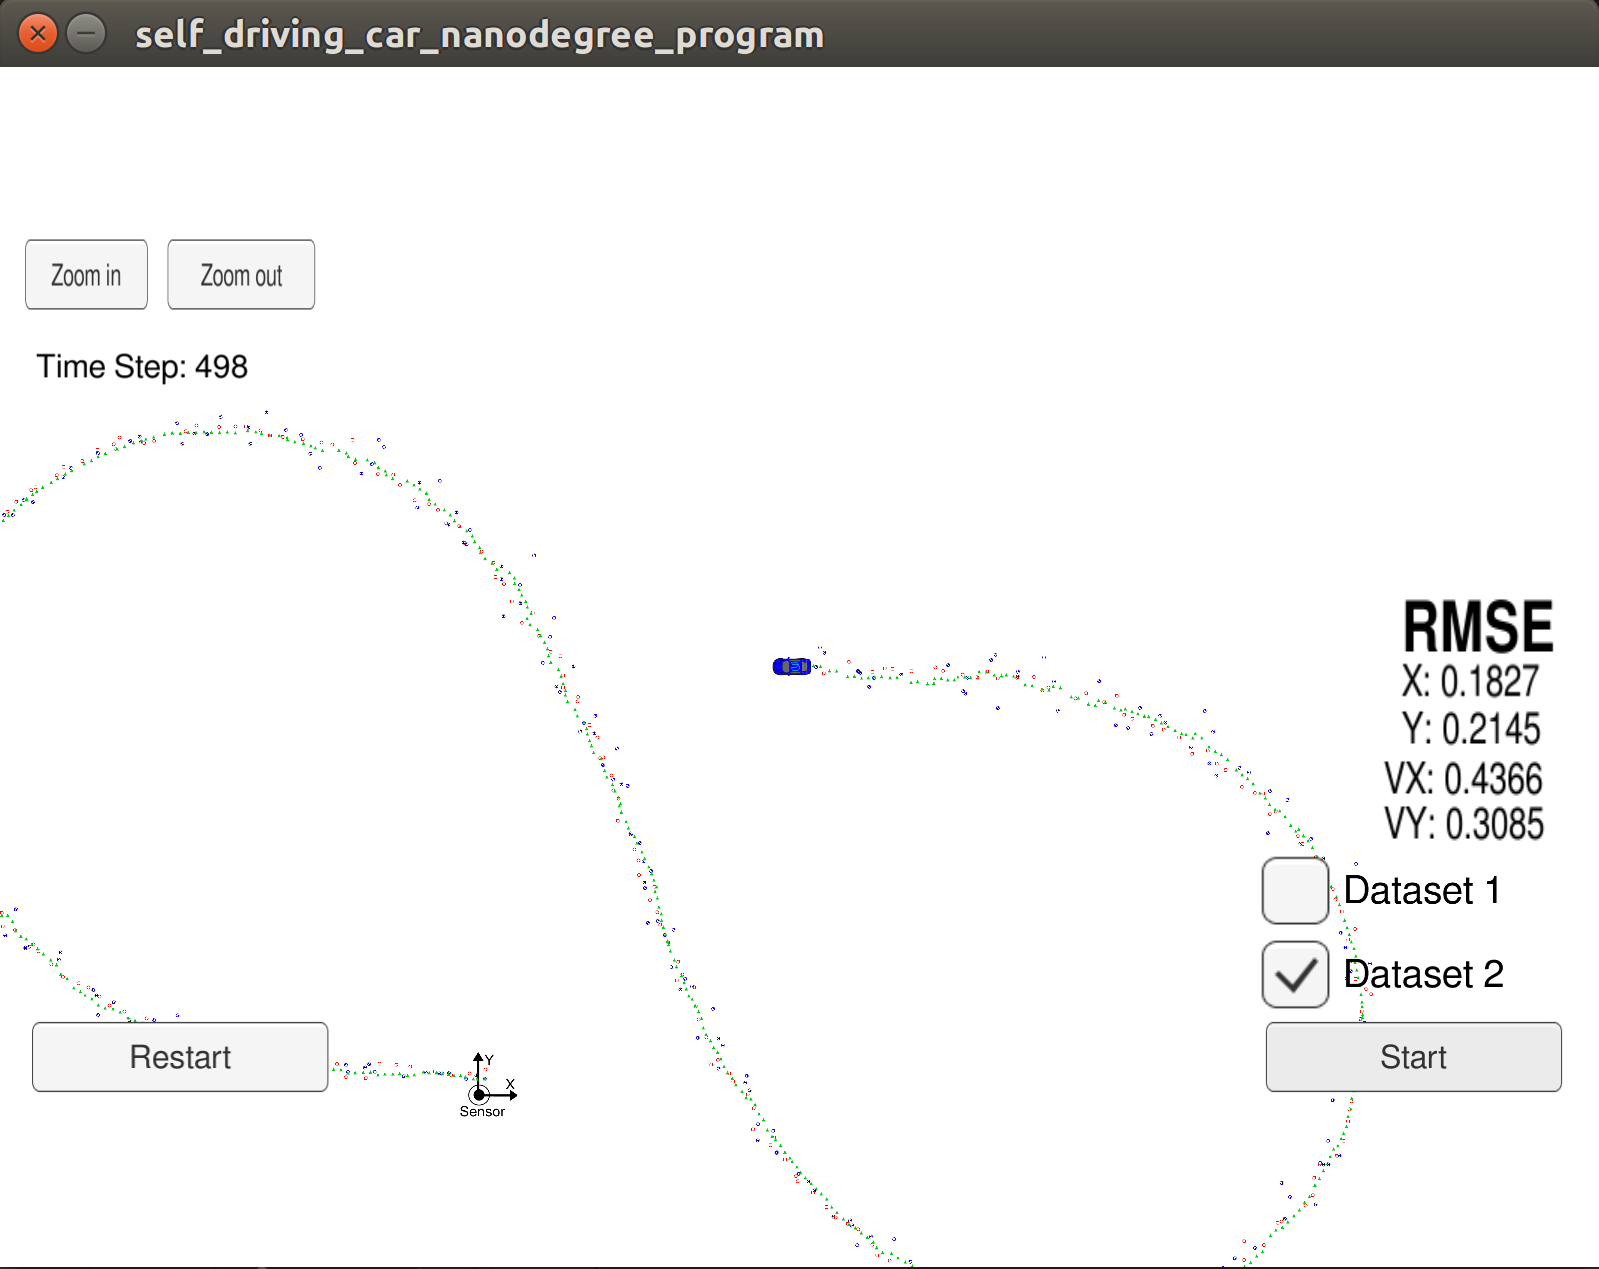 self_driving_car_nanodegree_program
Zoom in
Zoom out
Time Step: 498
RMSE
X: 0.1827
Y: 0.2145
VX: 0.4366
VY: 0.3085
Dataset 1
Dataset 2
Restart
Start
Y
X
Sensor